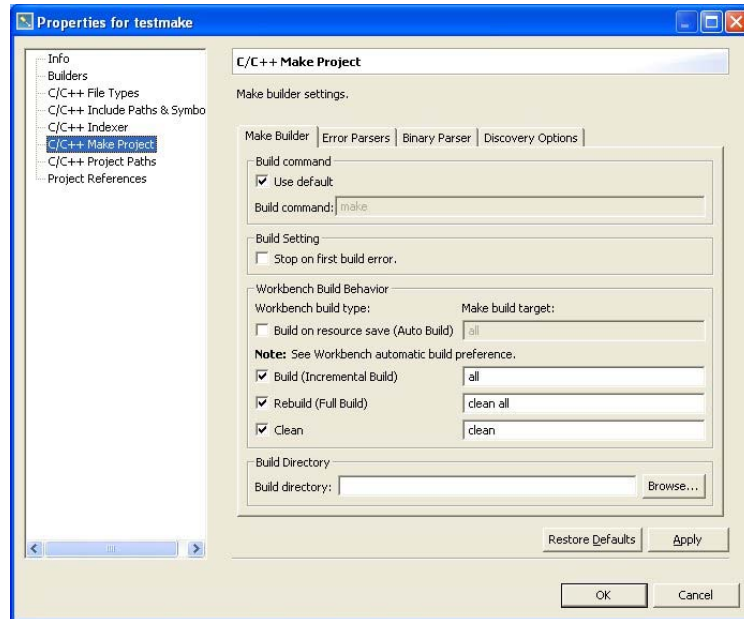 Properties for testmake
Info
Builders
C/C++ File Types
C/C++ Include Paths & Symbo
C/C++ Indexer
C/C++ Make Project
C/C++ Project Paths
Project References
C/C++ Make Project
Make builder settings.
Make Builder Error Parsers Binary Parser Discovery Options
Build command
Use default
Build command: make
Build Setting
Stop on first build error.
Workbench Build Behavior
Workbench build type: Make build target:
Build on resource save (Auto Build) all
Note: See Workbench automatic build preference.
Build (Incremental Build) all
Rebuild (Full Build) clean all
Clean clean
Build Directory
Build directory: Browse...
Restore Defaults Apply
OK Cancel